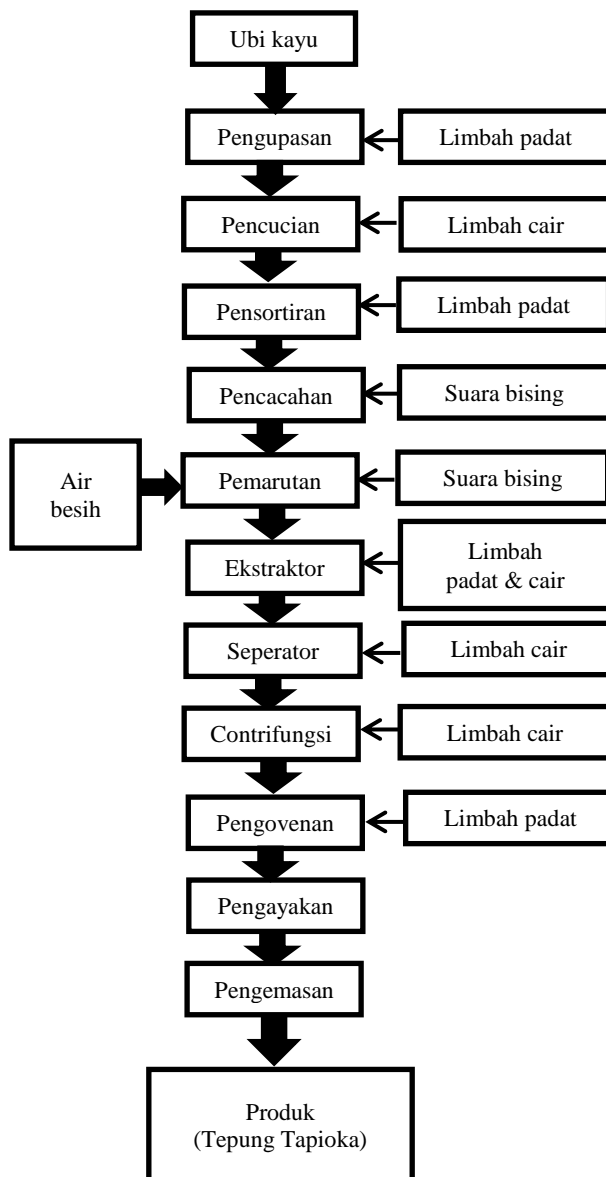 Ubi kayu
Pengupasan
Limbah padat
Pencucian
Limbah cair
Pensortiran
Limbah padat
Pencacahan
Suara bising
Air
besih
Pemarutan
Suara bising
Ekstraktor
Limbah
padat & cair
Seperator
Limbah cair
Contrifungsi
Limbah cair
Pengovenan
Limbah padat
Pengayakan
Pengemasan
Produk
(Tepung Tapioka)